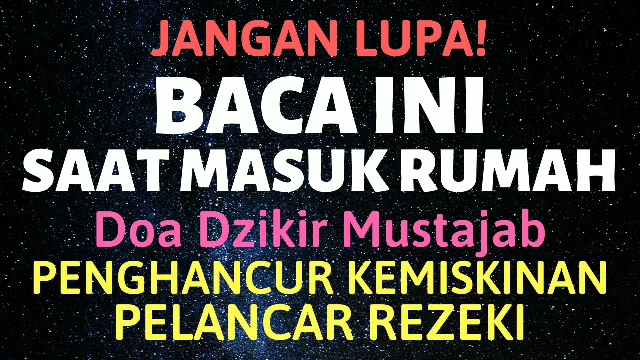 JANGAN LUPA!
BACA INI
SAAT MASUK RUMAH
Doa Dzikir Mustajab
PENGHANCUR KEMISKINAN
PELANCAR REZEKI